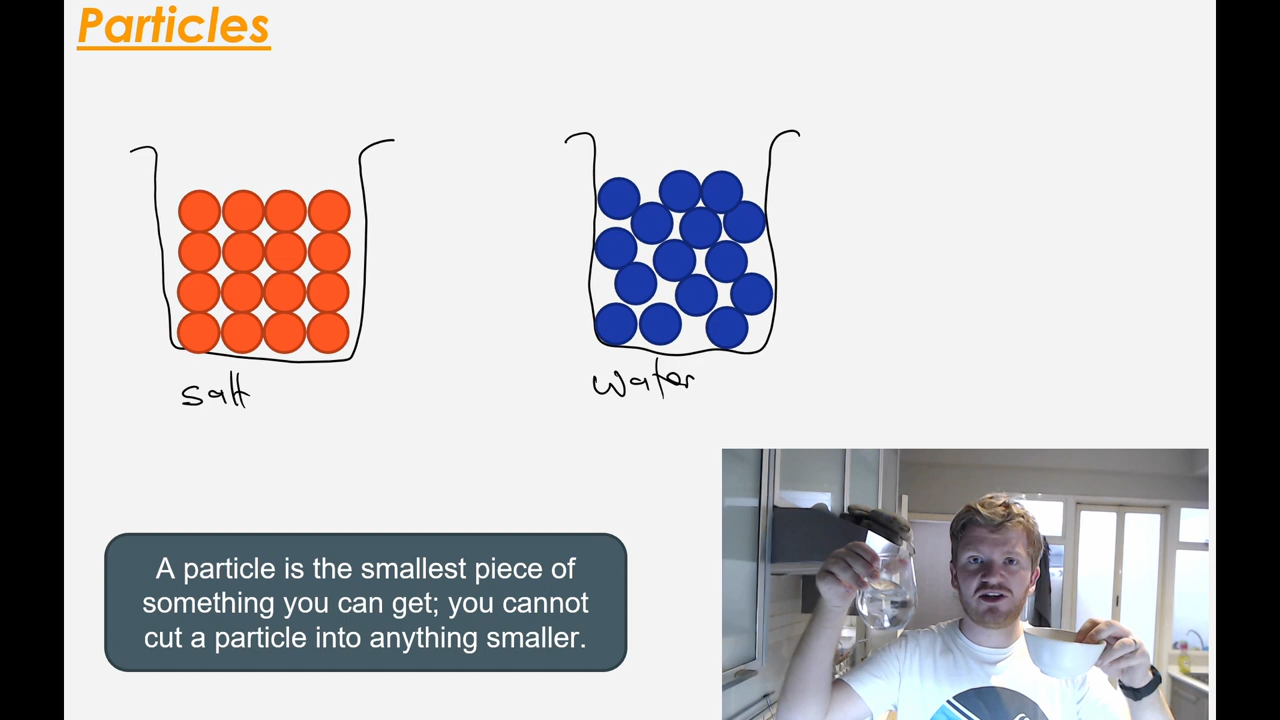 Particles
salt
water
A particle is the smallest piece of
something you can get; you cannot
cut a particle into anything smaller.